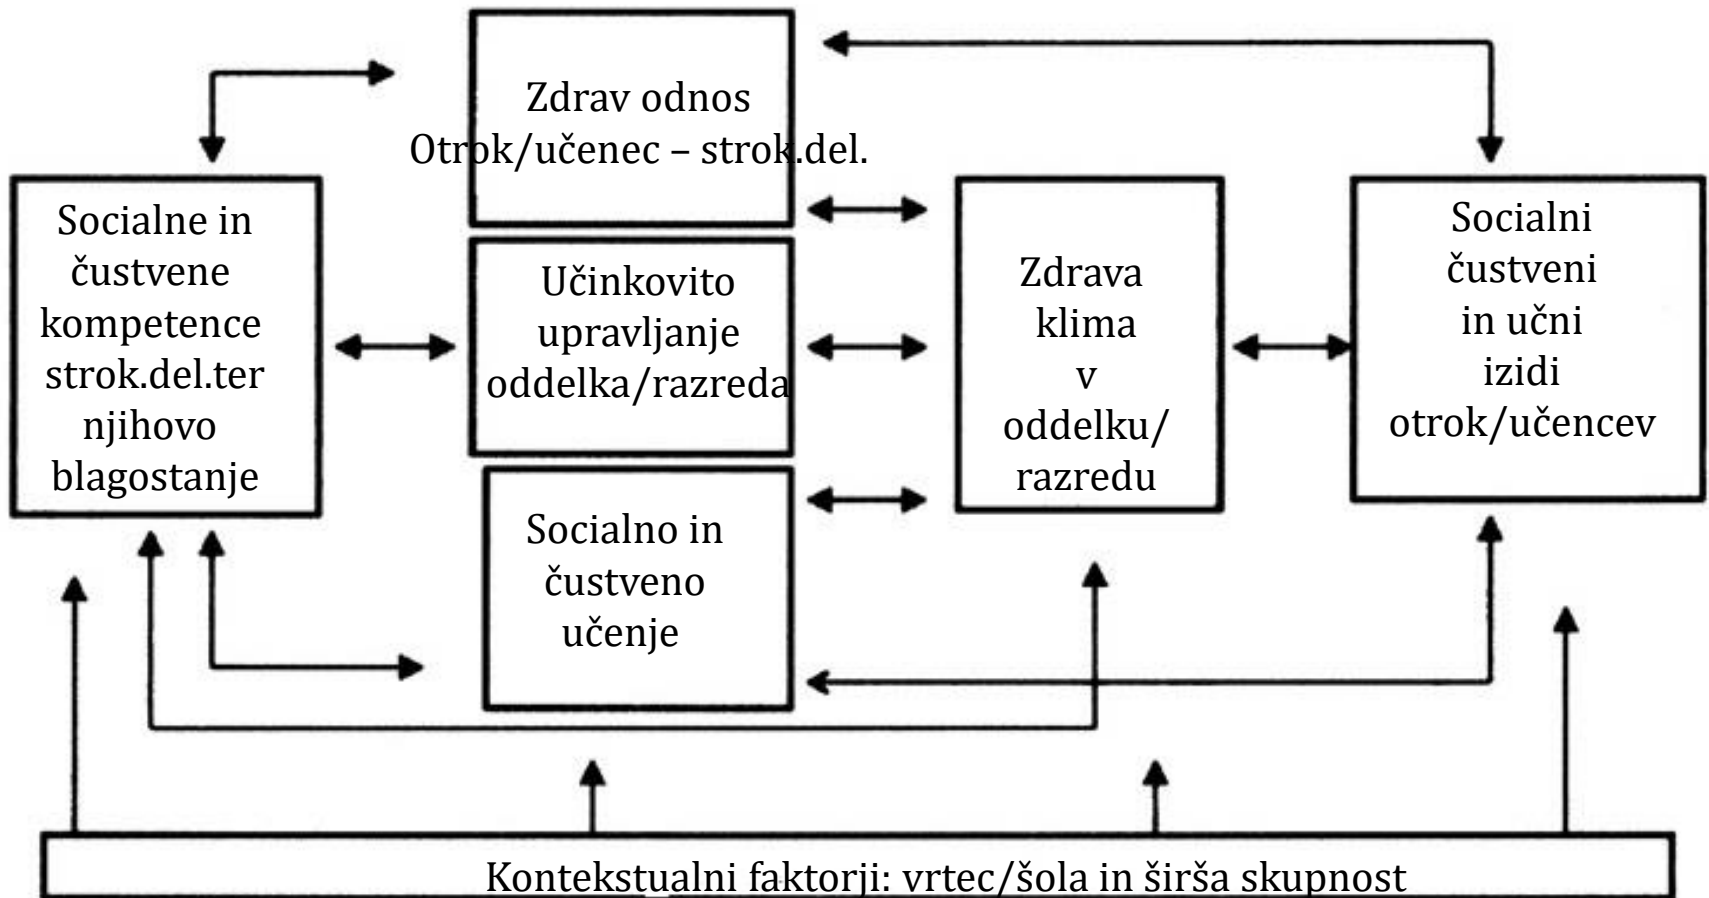 Zdrav odnos
Otrok/učenec – strok.del.
Socialne in
čustvene
kompetence
strok.del.ter
njihovo
blagostanje
Učinkovito
upravljanje
oddelka/razreda
Socialno in
čustveno
učenje
Zdrava
klima
v
oddelku/
razredu
Socialni
čustveni
in učni
izidi
otrok/učencev
Kontekstualni faktorji: vrtec/šola in širša skupnost